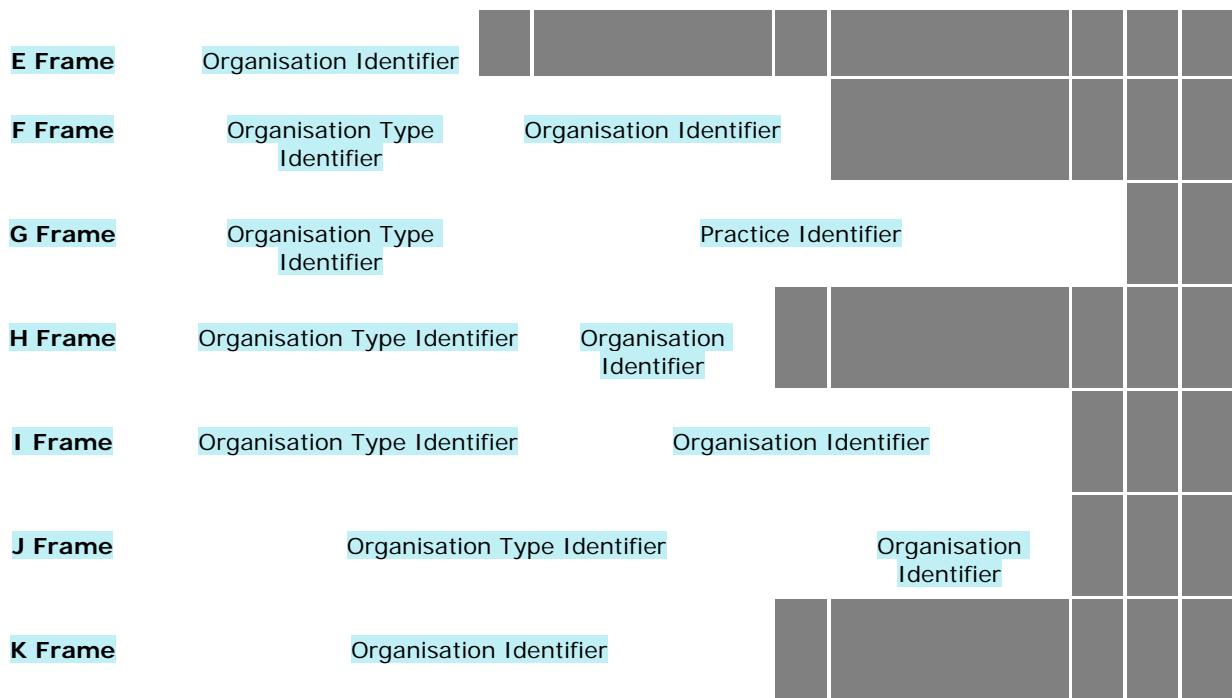 E Frame Organisation Identifier
F Frame Organisation Type Organisation Identifier
Identifier
G Frame Organisation Type Practice Identifier
Identifier
H Frame Organisation Type Identifier Organisation
Identifier
I Frame Organisation Type Identifier Organisation Identifier
J Frame Organisation Type Identifier Organisation
Identifier
K Frame Organisation Identifier